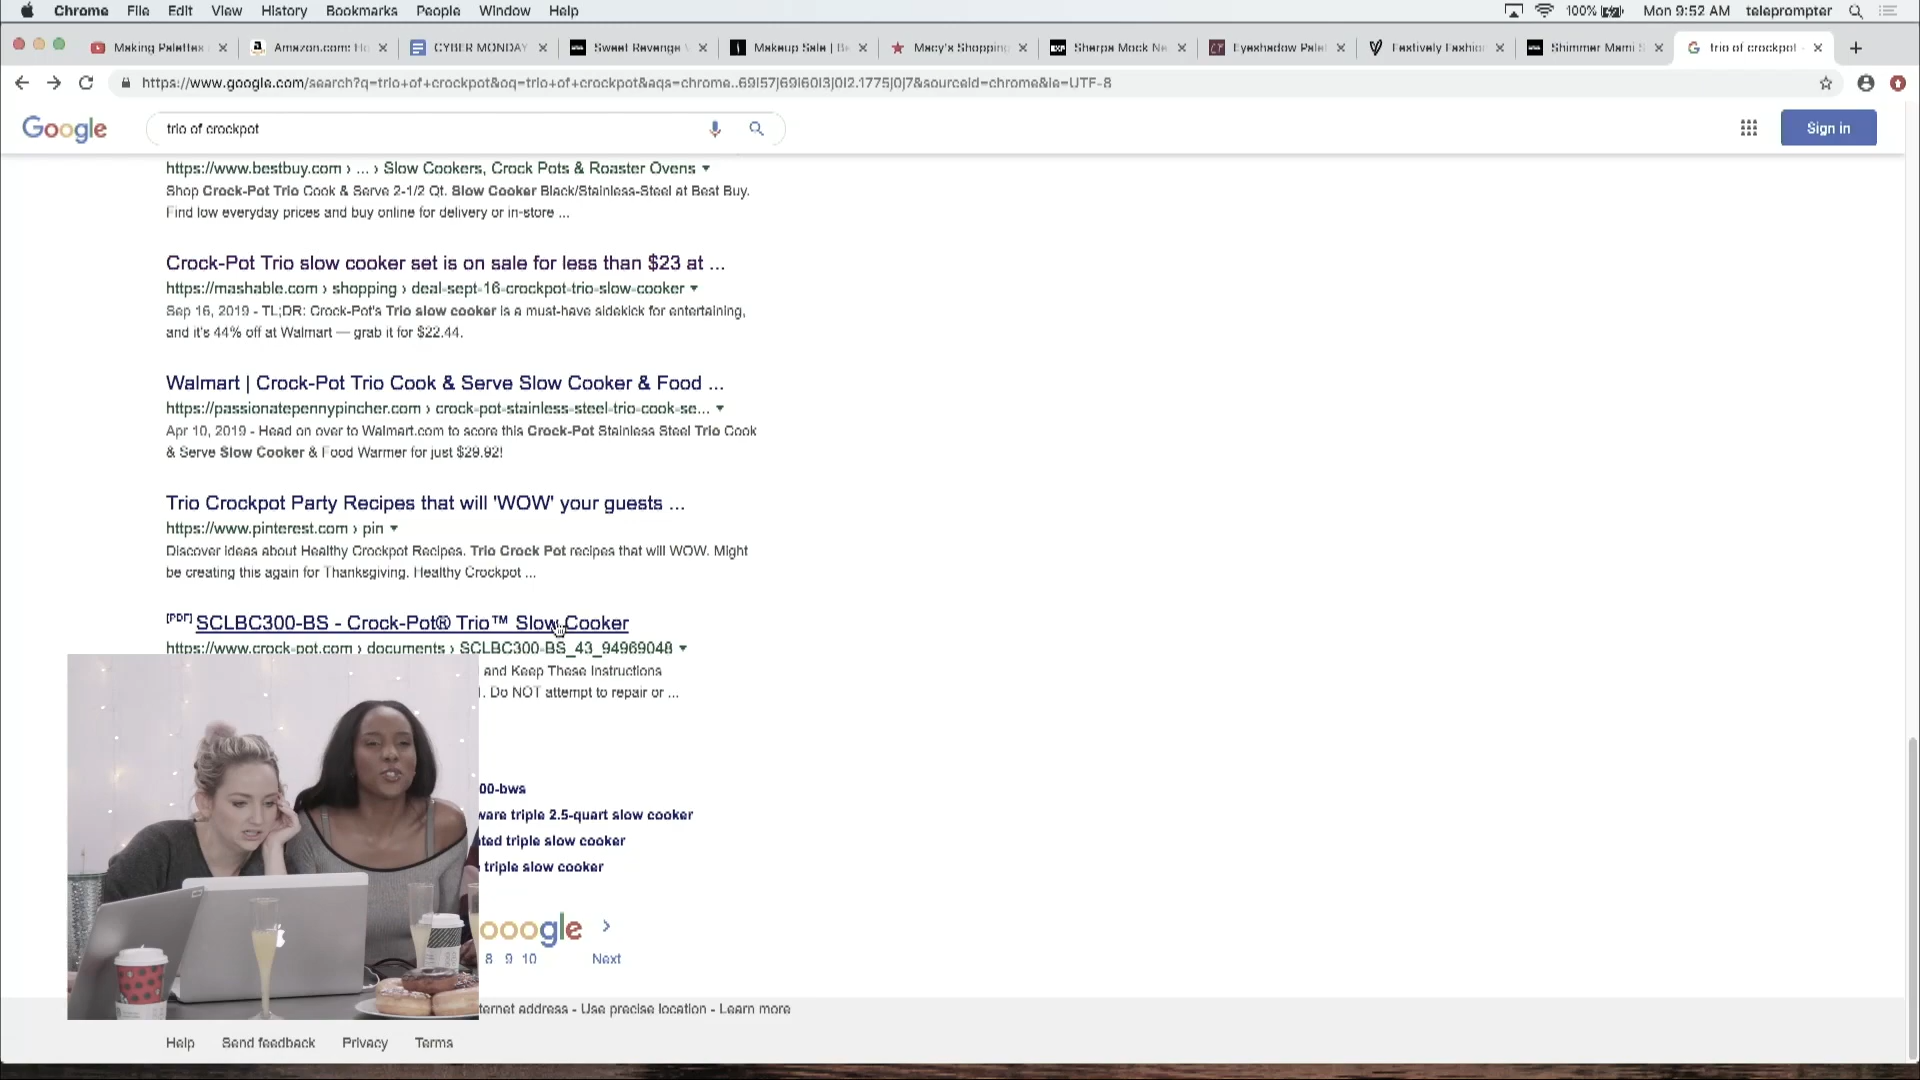 Chrome File Edit View History Bookmarks People Window Help 100% Mon 9:52 AM teleprompter
Making Palettes Amazon.com: Ho CYBER MONDAY Sweet Revenge Makeup Sale | Be Macy's Shopping Sherpa Mock Ne Eyeshadow Pale Festively Fashio Shimmer Mami S trio of crockpot -
https://www.google.com/search?q=trio+of+crockpot&oq=trio+of+crockpot&aqs=chrome..69i57j69i60l3j0l2.1775j0j7&sourceid=chrome&ie=UTF-8
Google trio of crockpot Sign in
https://www.bestbuy.com › ... › Slow Cookers, Crock Pots & Roaster Ovens
Shop Crock-Pot Trio Cook & Serve 2-1/2 Qt. Slow Cooker Black/Stainless-Steel at Best Buy.
Find low everyday prices and buy online for delivery or in-store ...
Crock-Pot Trio slow cooker set is on sale for less than $23 at ...
https://mashable.com › shopping › deal-sept-16-crockpot-trio-slow-cooker
Sep 16, 2019 - TL;DR: Crock-Pot's Trio slow cooker is a must-have sidekick for entertaining,
and it's 44% off at Walmart — grab it for $22.44.
Walmart | Crock-Pot Trio Cook & Serve Slow Cooker & Food ...
https://passionatepennypincher.com › crock-pot-stainless-steel-trio-cook-se...
Apr 10, 2019 - Head on over to Walmart.com to score this Crock-Pot Stainless Steel Trio Cook
& Serve Slow Cooker & Food Warmer for just $29.92!
Trio Crockpot Party Recipes that will 'WOW' your guests ...
https://www.pinterest.com › pin
Discover ideas about Healthy Crockpot Recipes. Trio Crock Pot recipes that will WOW. Might
be creating this again for Thanksgiving. Healthy Crockpot ...
[PDF] SCLBC300-BS - Crock-Pot® Trio™ Slow Cooker
https://www.crock-pot.com › documents › SCLBC300-BS_43_94969048
and Keep These Instructions
. Do NOT attempt to repair or ...
00-bws
ware triple 2.5-quart slow cooker
ted triple slow cooker
triple slow cooker
ooogle
8 9 10 Next
ternet address - Use precise location - Learn more
Help Send feedback Privacy Terms